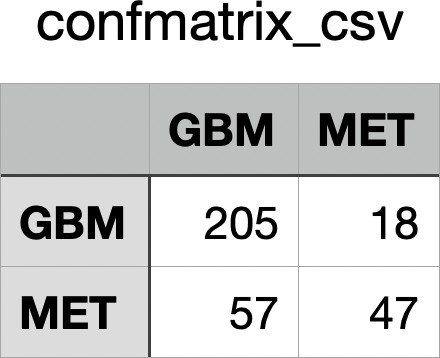 confmatrix_csv
GBM MET
GBM 205 18
MET 57 47